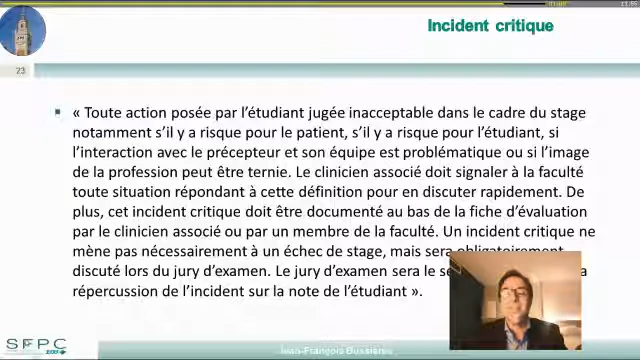 Incident critique
23
« Toute action posée par l'étudiant jugée inacceptable dans le cadre du stage
notamment s'il y a risque pour le patient, s'il y a risque pour l'étudiant, si
l'interaction avec le précepteur et son équipe est problématique ou si l'image
de la profession peut être ternie. Le clinicien associé doit signaler à la faculté
toute situation répondant à cette définition pour en discuter rapidement. De
plus, cet incident critique doit être documenté au bas de la fiche d'évaluation
par le clinicien associé ou par un membre de la faculté. Un incident critique ne
mène pas nécessairement à un échec de stage, mais sera obligatoirement
discuté lors du jury d'examen. Le jury d'examen sera le
répercussion de l'incident sur la note de l'étudiant ».
SFPC
Jean-François Bussières